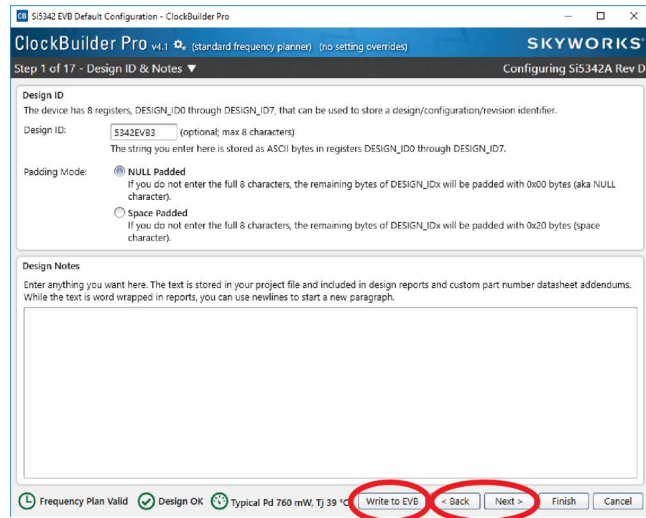 CB Si5342 EVB Default Configuration - ClockBuilder Pro
ClockBuilder Pro v4.1 (standard frequency planner) (no setting overrides) SKYWORKS
Step 1 of 17 - Design ID & Notes ▼ Configuring Si5342A Rev D
Design ID
The device has 8 registers, DESIGN_ID0 through DESIGN_ID7, that can be used to store a design/configuration/revision identifier.
Design ID: 5342EVB3 (optional; max 8 characters)
The string you enter here is stored as ASCII bytes in registers DESIGN_ID0 through DESIGN_ID7.
Padding Mode: NULL Padded
If you do not enter the full 8 characters, the remaining bytes of DESIGN_IDx will be padded with 0x00 bytes (aka NULL
character).
Space Padded
If you do not enter the full 8 characters, the remaining bytes of DESIGN_IDx will be padded with 0x20 bytes (space
character).
Design Notes
Enter anything you want here. The text is stored in your project file and included in design reports and custom part number datasheet addendums.
While the text is word wrapped in reports, you can use newlines to start a new paragraph.
Frequency Plan Valid Design OK Typical Pd 760 mW, Tj 39 °C Write to EVB < Back Next > Finish Cancel